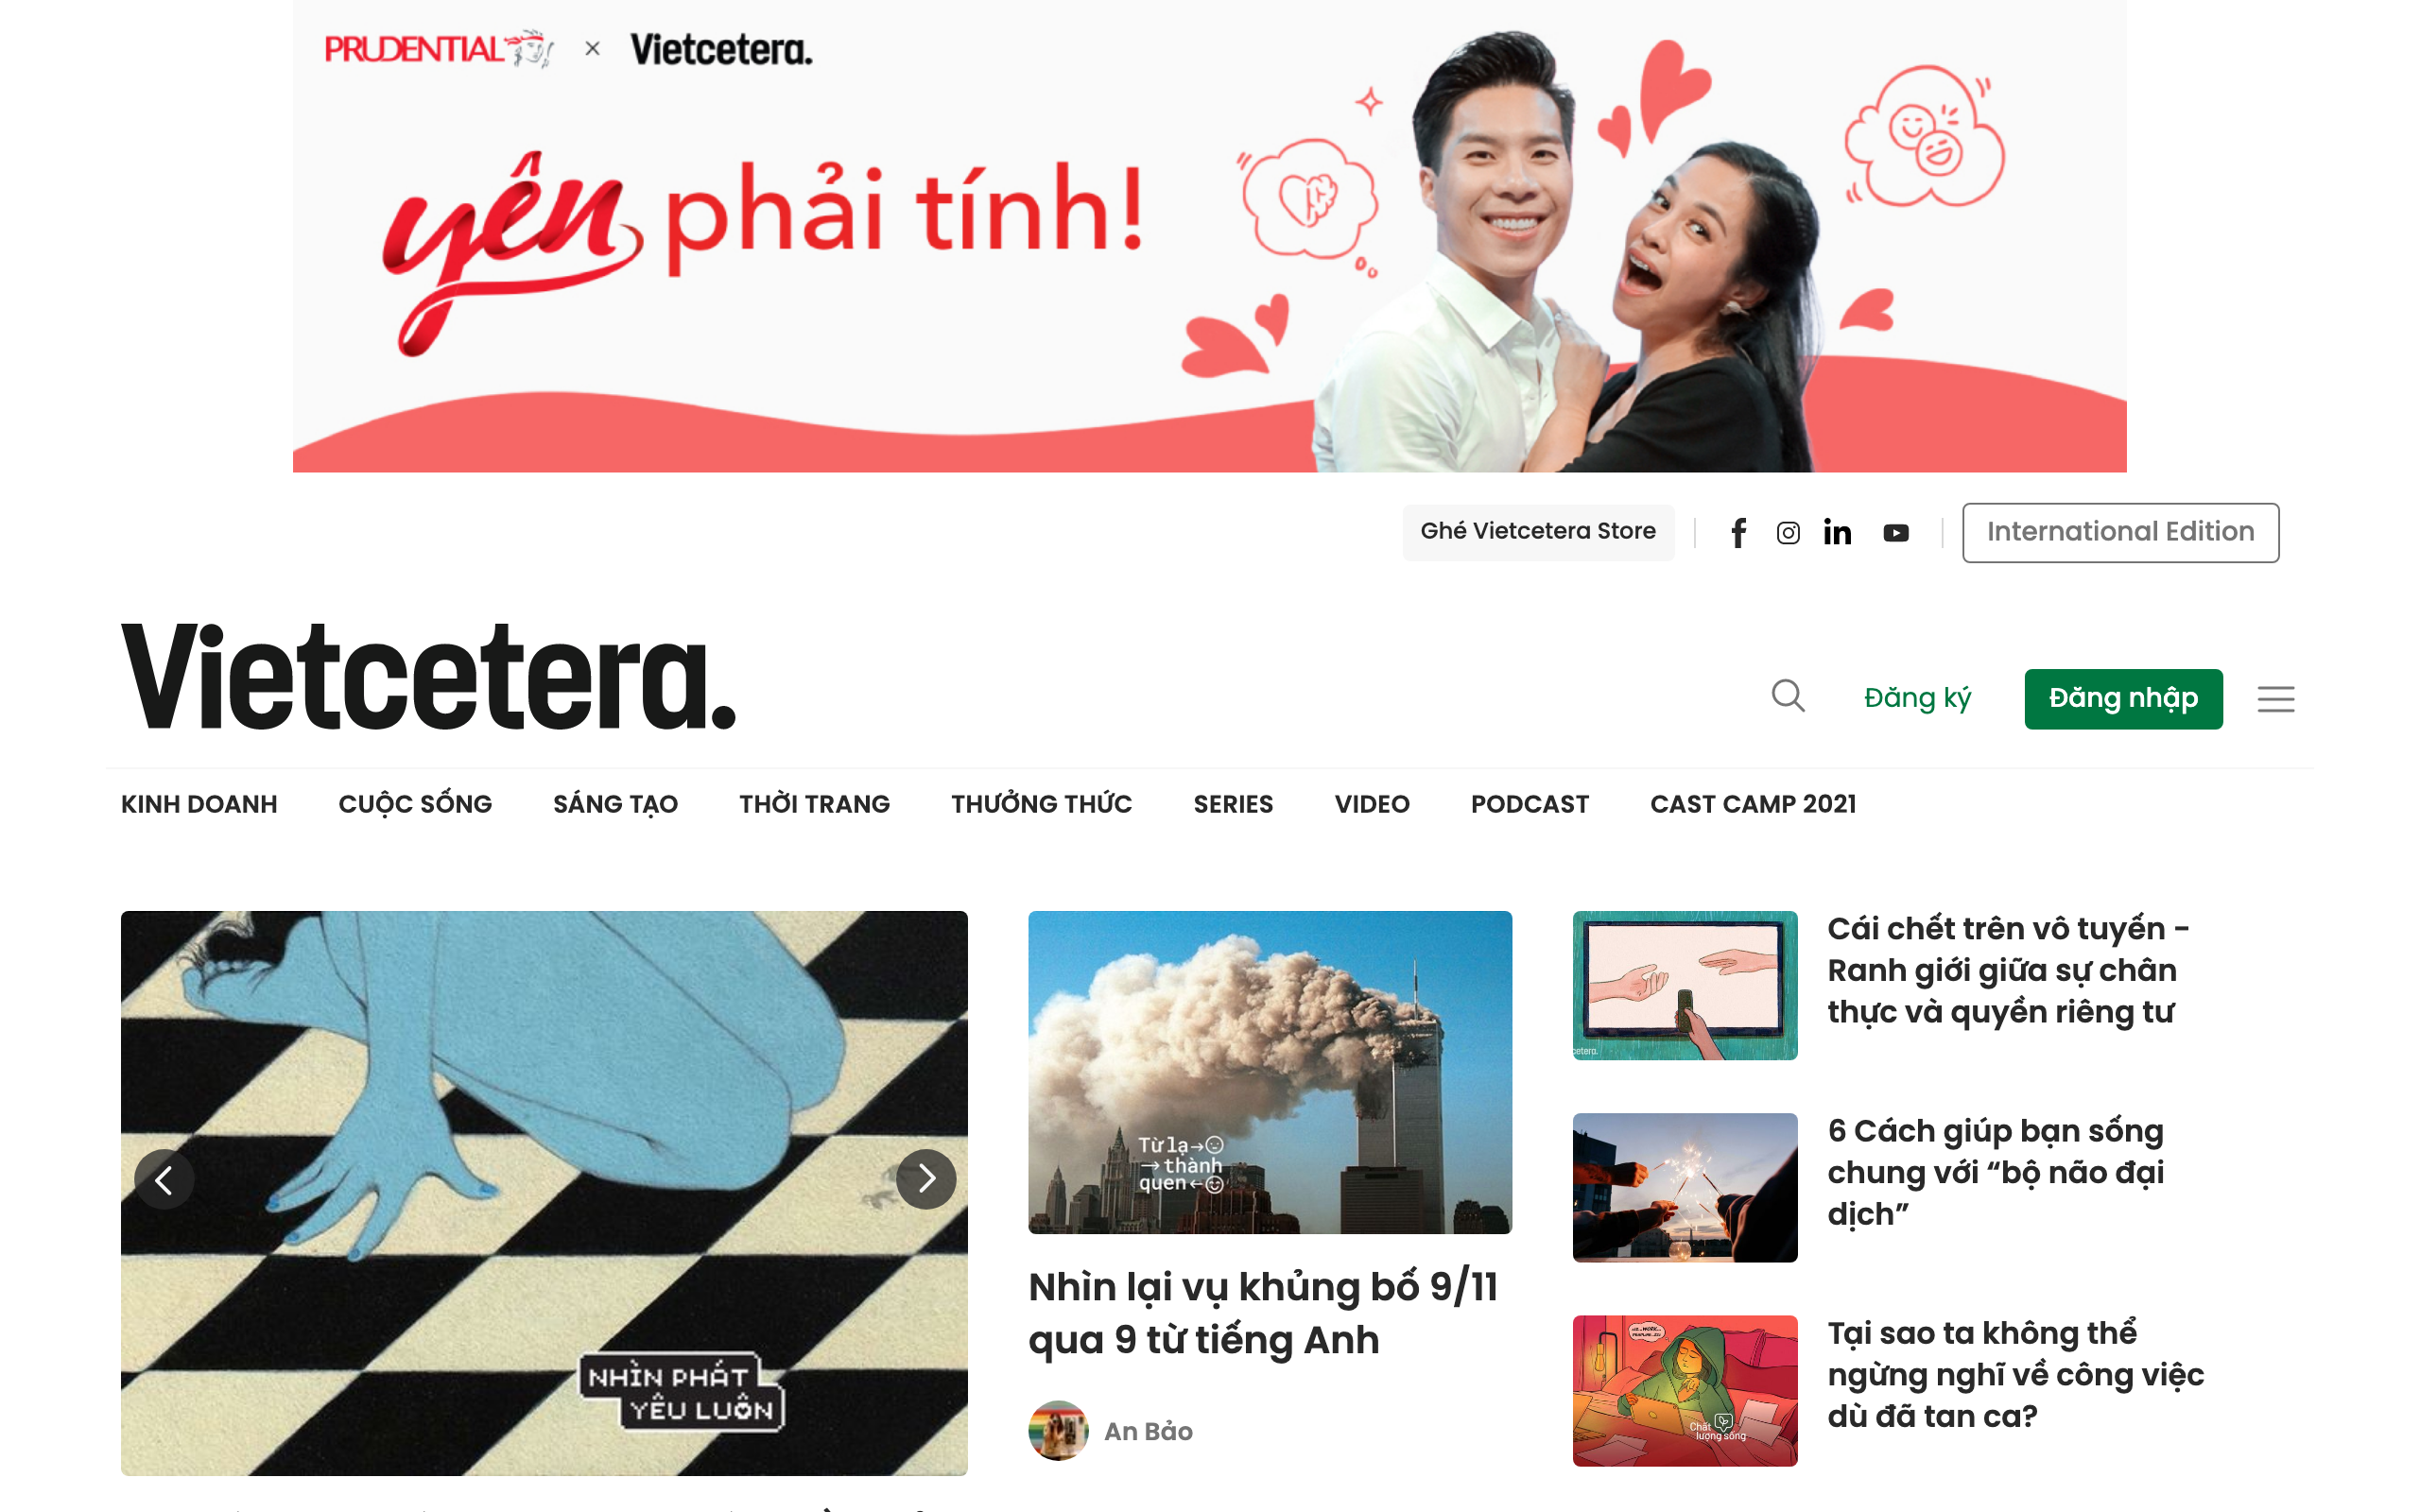 PRUDENTIAL × Vietcetera.
yên phải tính!
Ghé Vietcetera Store
International Edition
Vietcetera.
Đăng ký
Đăng nhập
KINH DOANH CUỘC SỐNG SÁNG TẠO THỜI TRANG THƯỞNG THỨC SERIES VIDEO PODCAST CAST CAMP 2021
NHÌN PHÁT
YÊU LUÔN
Từ lạ→
→thành
quen←
Nhìn lại vụ khủng bố 9/11
qua 9 từ tiếng Anh
An Bảo
cetera.
Cái chết trên vô tuyến -
Ranh giới giữa sự chân
thực và quyền riêng tư
6 Cách giúp bạn sống
chung với “bộ não đại
dịch”
Chất
lượng sống
Tại sao ta không thể
ngừng nghĩ về công việc
dù đã tan ca?